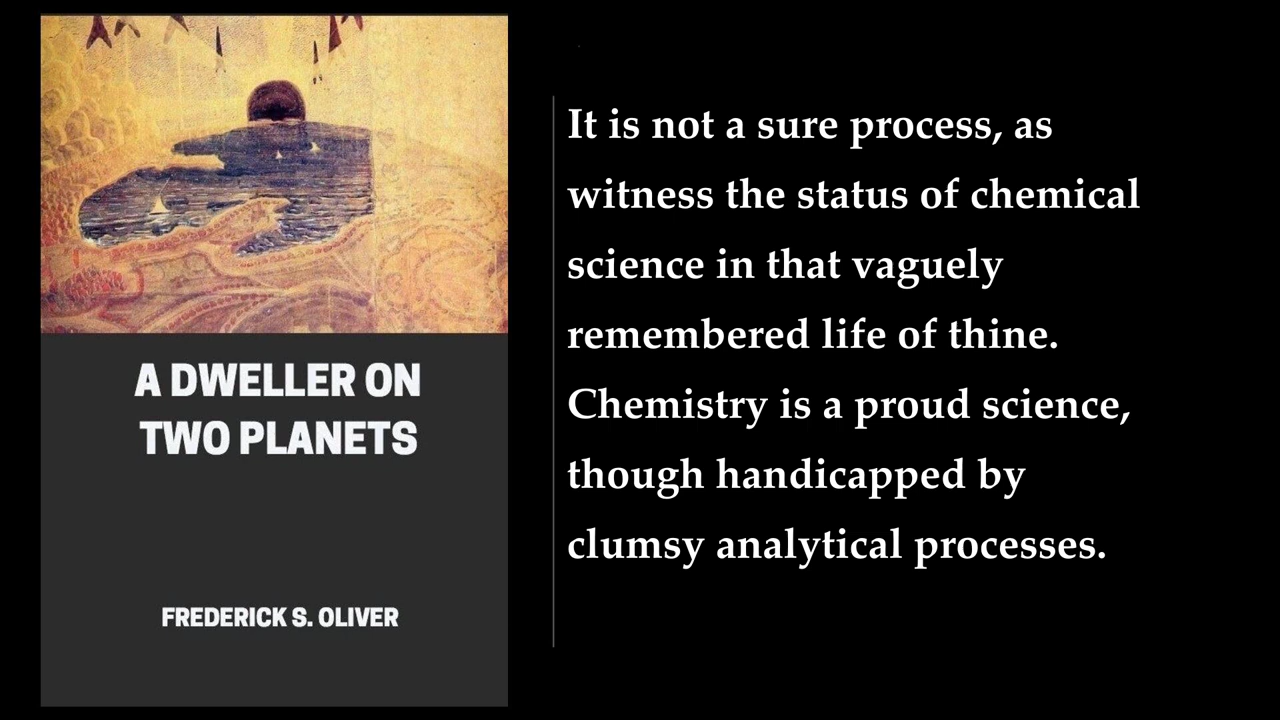 A DWELLER ON
TWO PLANETS
FREDERICK S. OLIVER
It is not a sure process, as
witness the status of chemical
science in that vaguely
remembered life of thine.
Chemistry is a proud science,
though handicapped by
clumsy analytical processes.